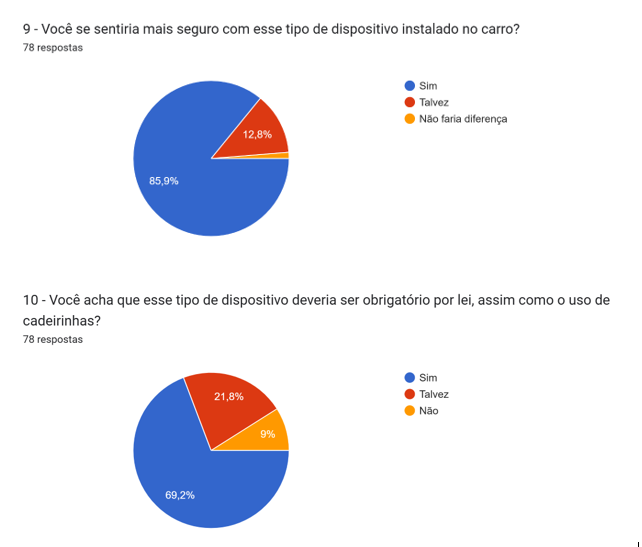 9 - Você se sentiria mais seguro com esse tipo de dispositivo instalado no carro?
78 respostas
Sim
Talvez
Não faria diferença
12,8%
85,9%
10 - Você acha que esse tipo de dispositivo deveria ser obrigatório por lei, assim como o uso de
cadeirinhas?
78 respostas
Sim
Talvez
Não
21,8%
9%
69,2%